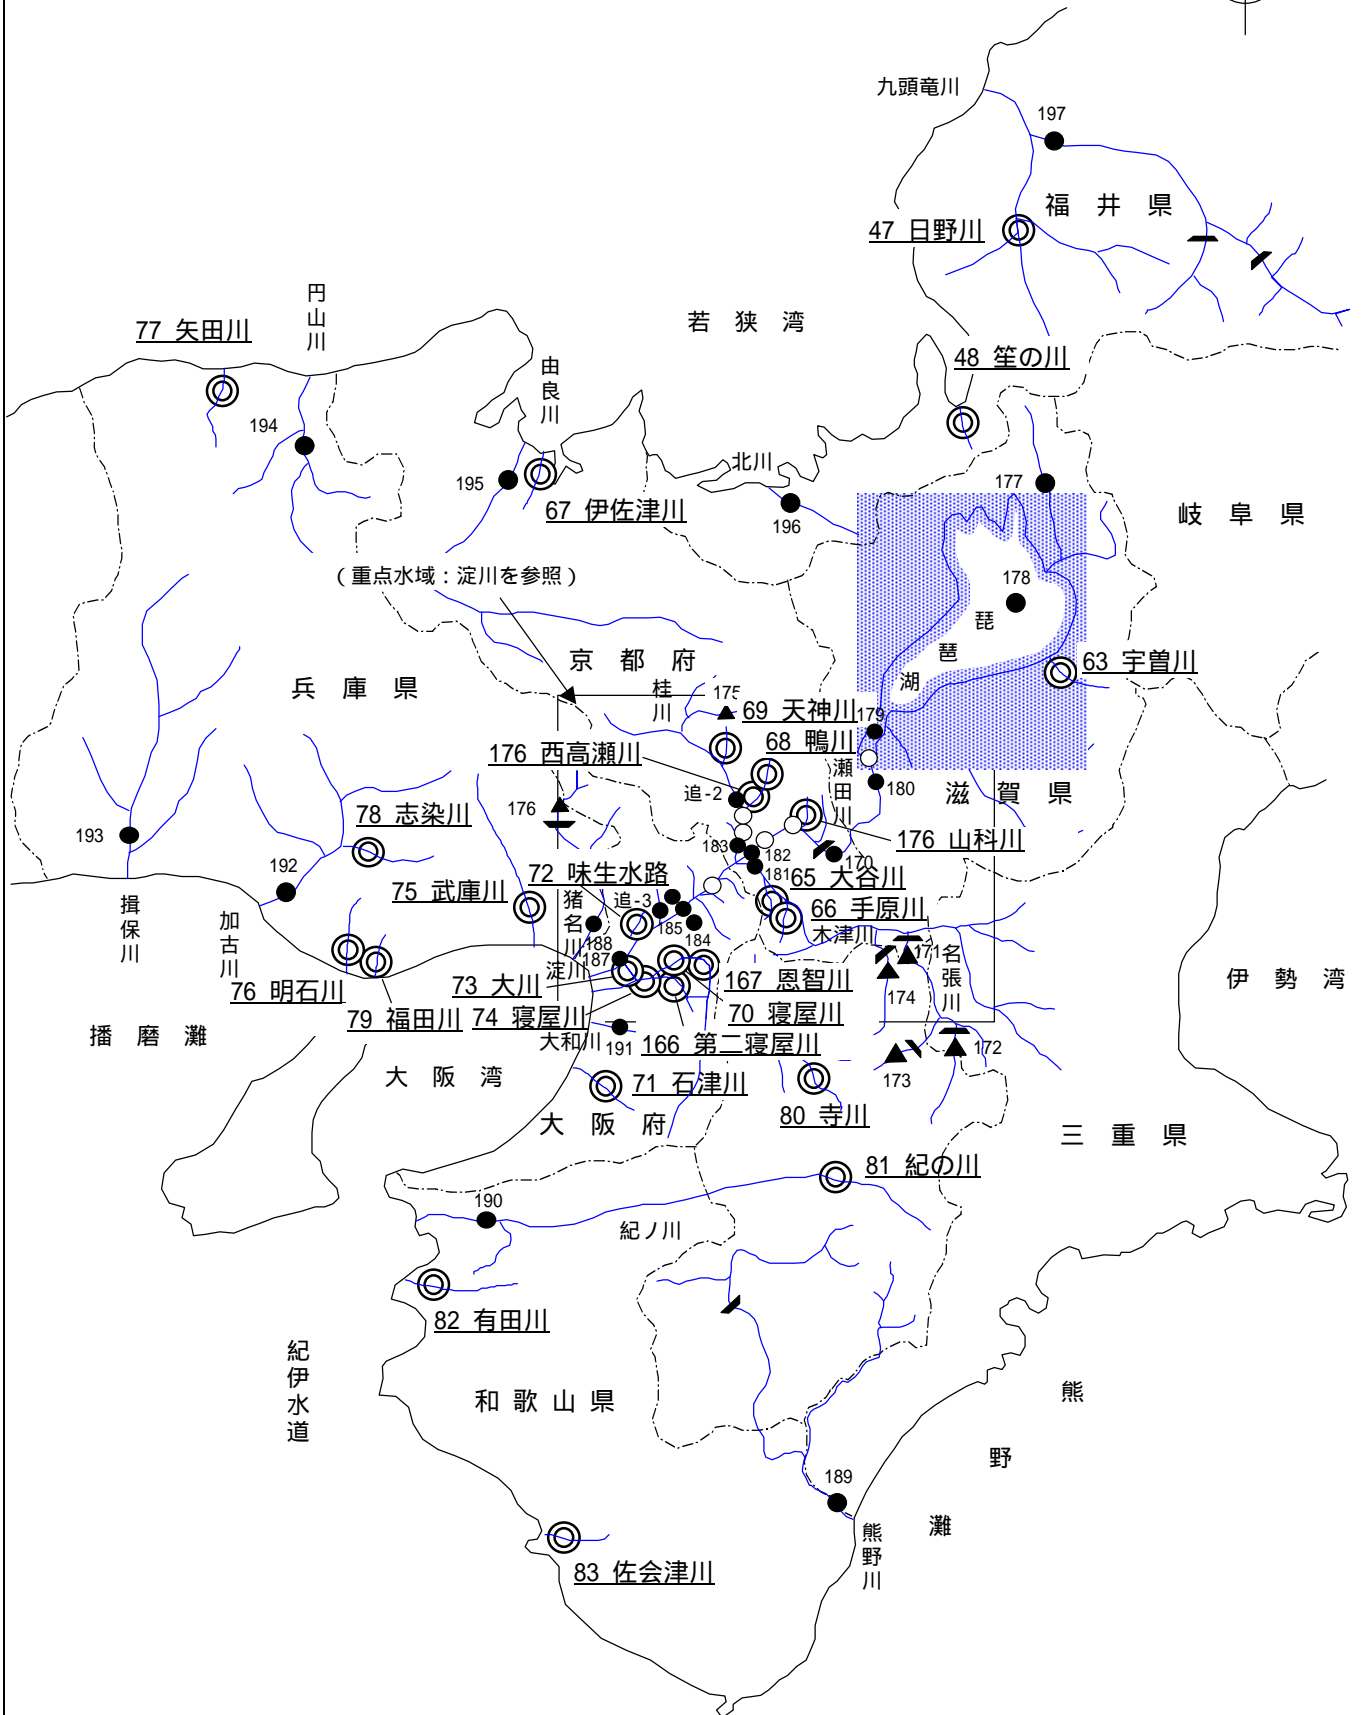 九頭竜川
197
福井県
47 日野川
円山川
77 矢田川
若狭湾
48 笙の川
由良川
194
北川
177
195
67 伊佐津川
196
岐阜県
(重点水域:淀川を参照)
178
琵琶湖
京都府
63 宇曽川
兵庫県
桂川
175
69 天神川
179
68 鴨川
176 西高瀬川
瀬田川
追-2
180
滋賀県
176
78 志染川
193
183
176 山科川
182
170
192
72 味生水路
181
65 大谷川
75 武庫川
猪名川
追-3
66 手原川
揖保川
加古川
185
木津川
188
184
171
名張川
187
淀川
167 恩智川
伊勢湾
76 明石川
73 大川
174
79 福田川
74 寝屋川
70 寝屋川
播磨灘
大和川
191
166 第二寝屋川
172
173
大阪湾
71 石津川
80 寺川
大阪府
三重県
81 紀の川
190
紀ノ川
82 有田川
紀伊水道
和歌山県
熊野灘
189
熊野川
83 佐会津川